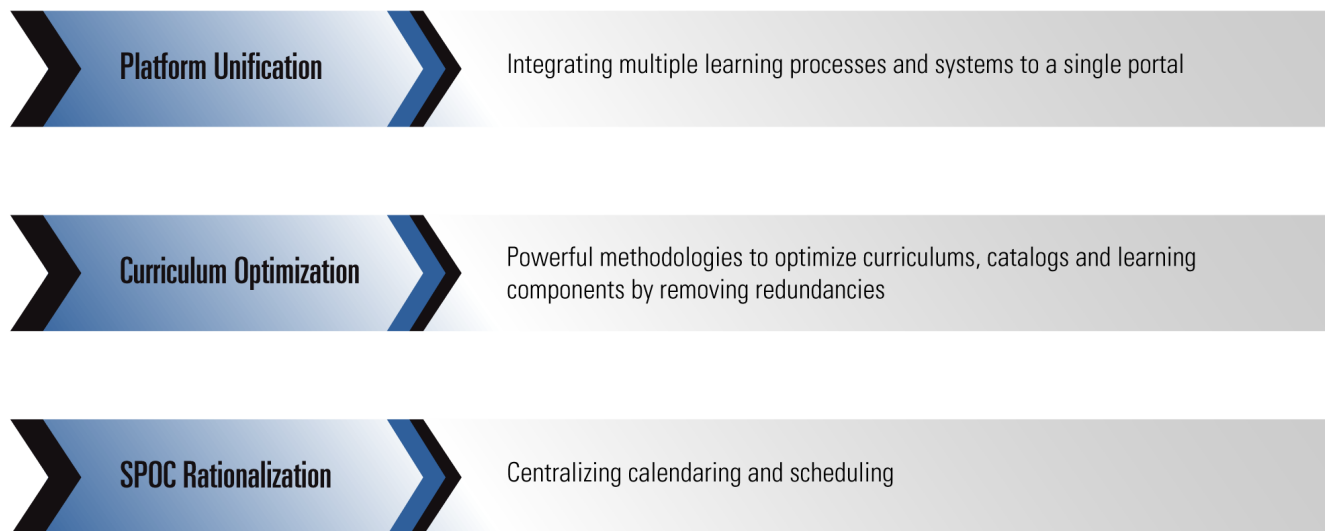 Platform Unification
Integrating multiple learning processes and systems to a single portal
Curriculum Optimization
Powerful methodologies to optimize curriculums, catalogs and learning
components by removing redundancies
SPOC Rationalization
Centralizing calendaring and scheduling